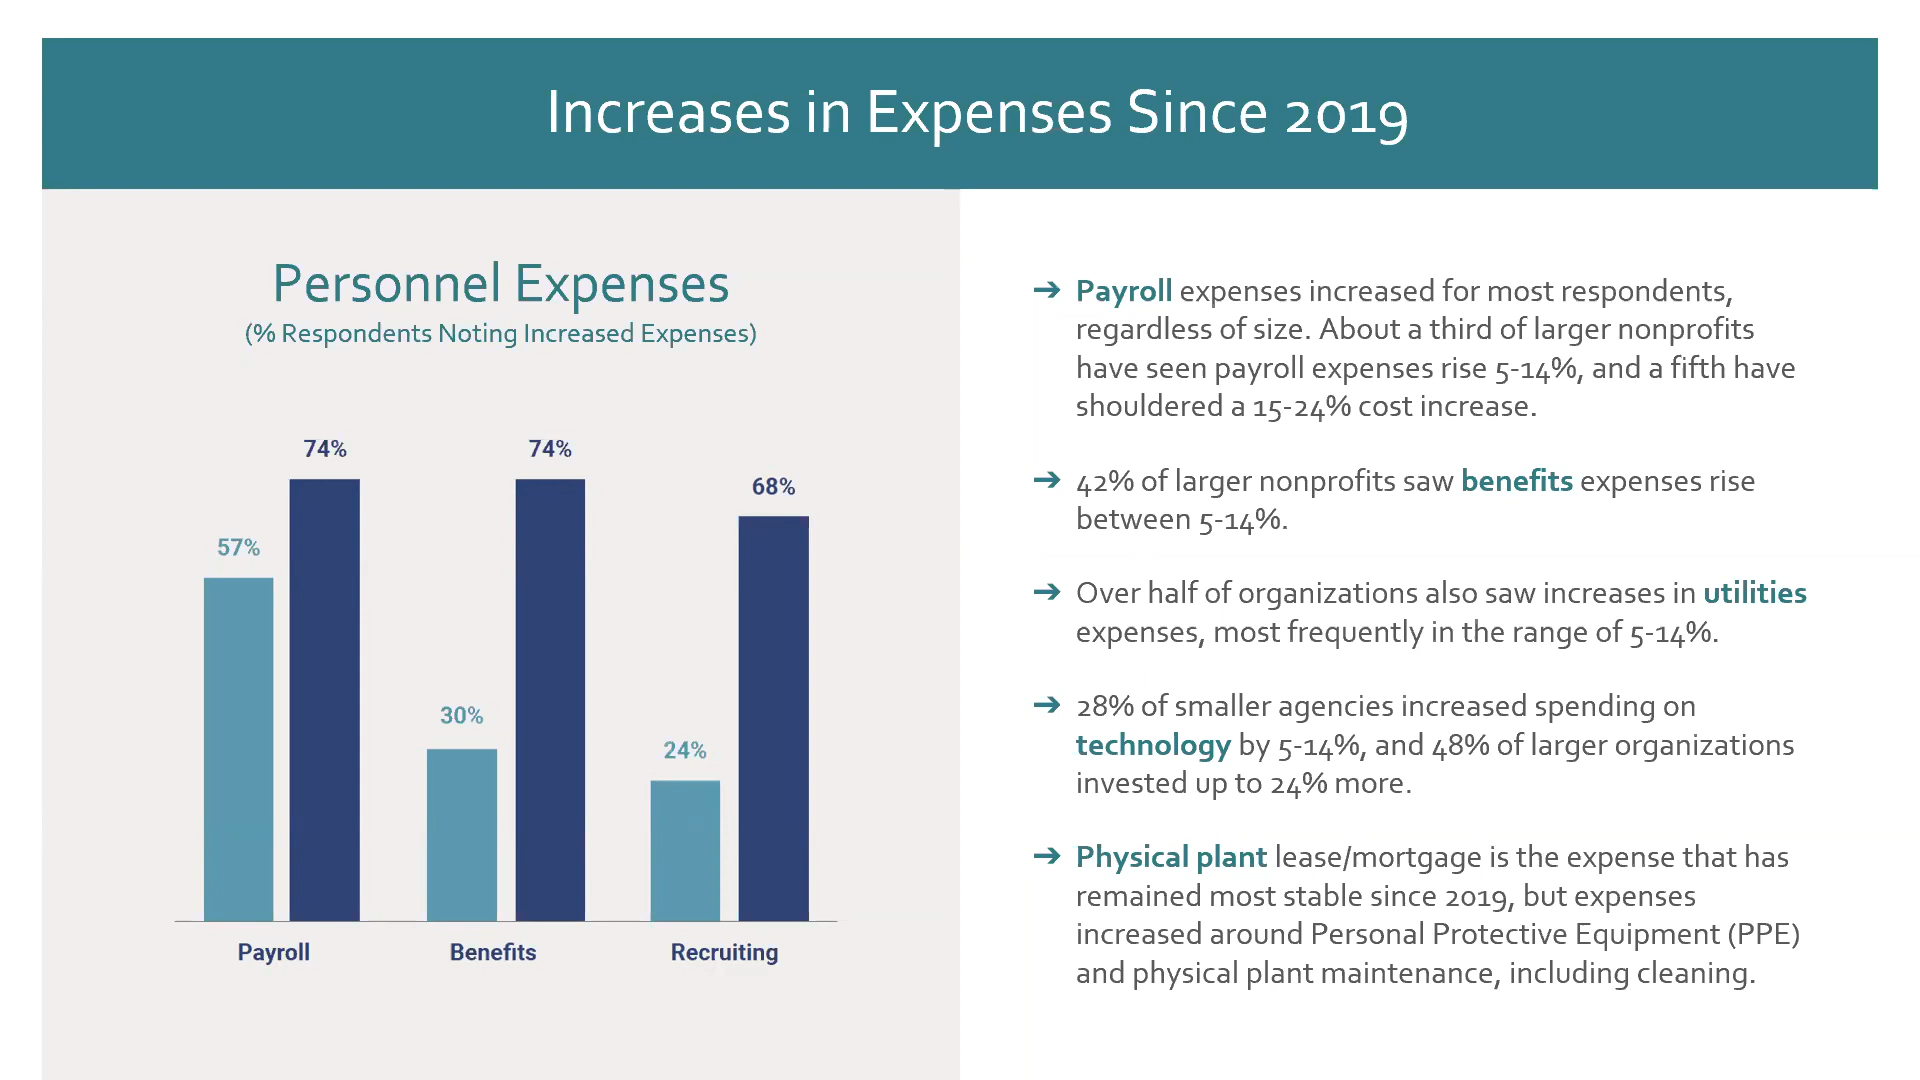 Increases in Expenses Since 2019
Personnel Expenses
(% Respondents Noting Increased Expenses)
74%
74%
68%
57%
30%
24%
Payroll
Benefits
Recruiting
➔ Payroll expenses increased for most respondents,
regardless of size. About a third of larger nonprofits
have seen payroll expenses rise 5-14%, and a fifth have
shouldered a 15-24% cost increase.
➔ 42% of larger nonprofits saw benefits expenses rise
between 5-14%.
➔ Over half of organizations also saw increases in utilities
expenses, most frequently in the range of 5-14%.
➔ 28% of smaller agencies increased spending on
technology by 5-14%, and 48% of larger organizations
invested up to 24% more.
➔ Physical plant lease/mortgage is the expense that has
remained most stable since 2019, but expenses
increased around Personal Protective Equipment (PPE)
and physical plant maintenance, including cleaning.